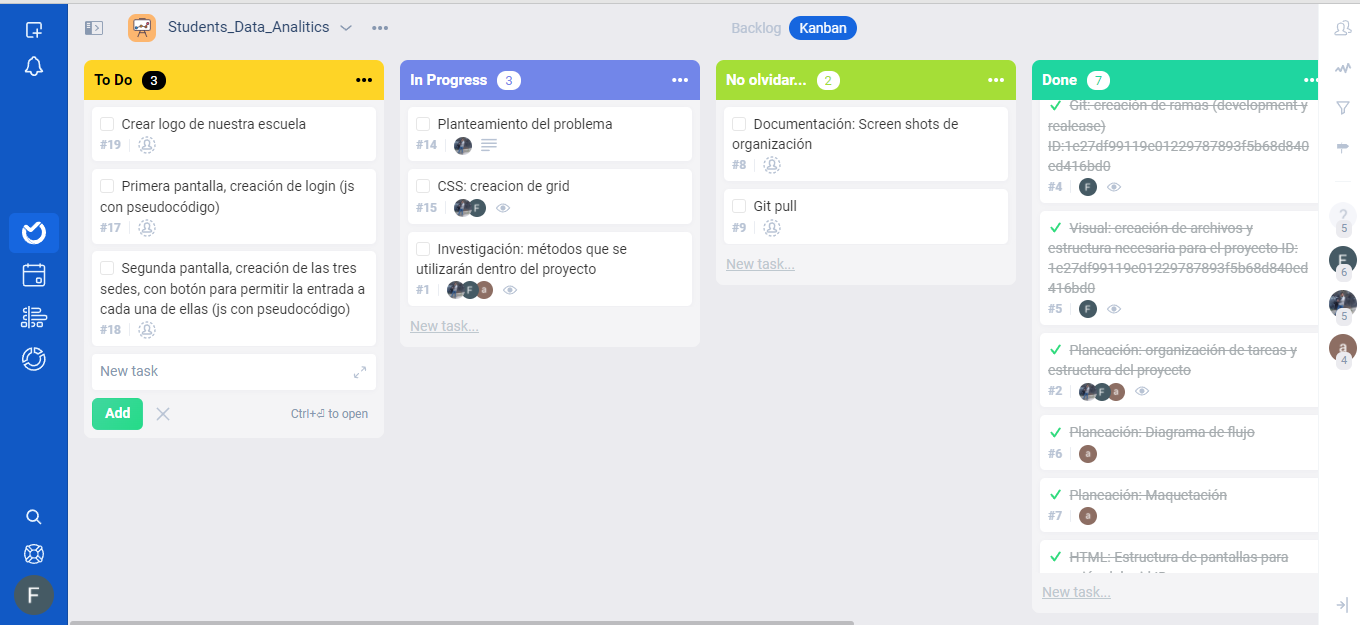 Students_Data_Analitics
Backlog
Kanban
To Do 3
Crear logo de nuestra escuela
#19
Primera pantalla, creación de login (js
con pseudocódigo)
#17
Segunda pantalla, creación de las tres
sedes, con botón para permitir la entrada a
cada una de ellas (js con pseudocódigo)
#18
New task
Add
Ctrl+⏎ to open
In Progress 3
Planteamiento del problema
#14
CSS: creacion de grid
#15 F
Investigación: métodos que se
utilizarán dentro del proyecto
#1 F a
New task...
No olvidar... 2
Documentación: Screen shots de
organización
#8
Git pull
#9
New task...
Done 7
Git: creación de ramas (development y
realease)
ID:1e27df99119e01229787893f5b68d840
ed416bd0
#4 F
Visual: creación de archivos y
estructura necesaria para el proyecto ID:
1e27df99119e01229787893f5b68d840ed
416bd0
#5 F
Planeación: organización de tareas y
estructura del proyecto
#2 F a
Planeación: Diagrama de flujo
#6 a
Planeación: Maquetación
#7 a
HTML: Estructura de pantallas para
New task...
?
5
F
6
5
a
4
F